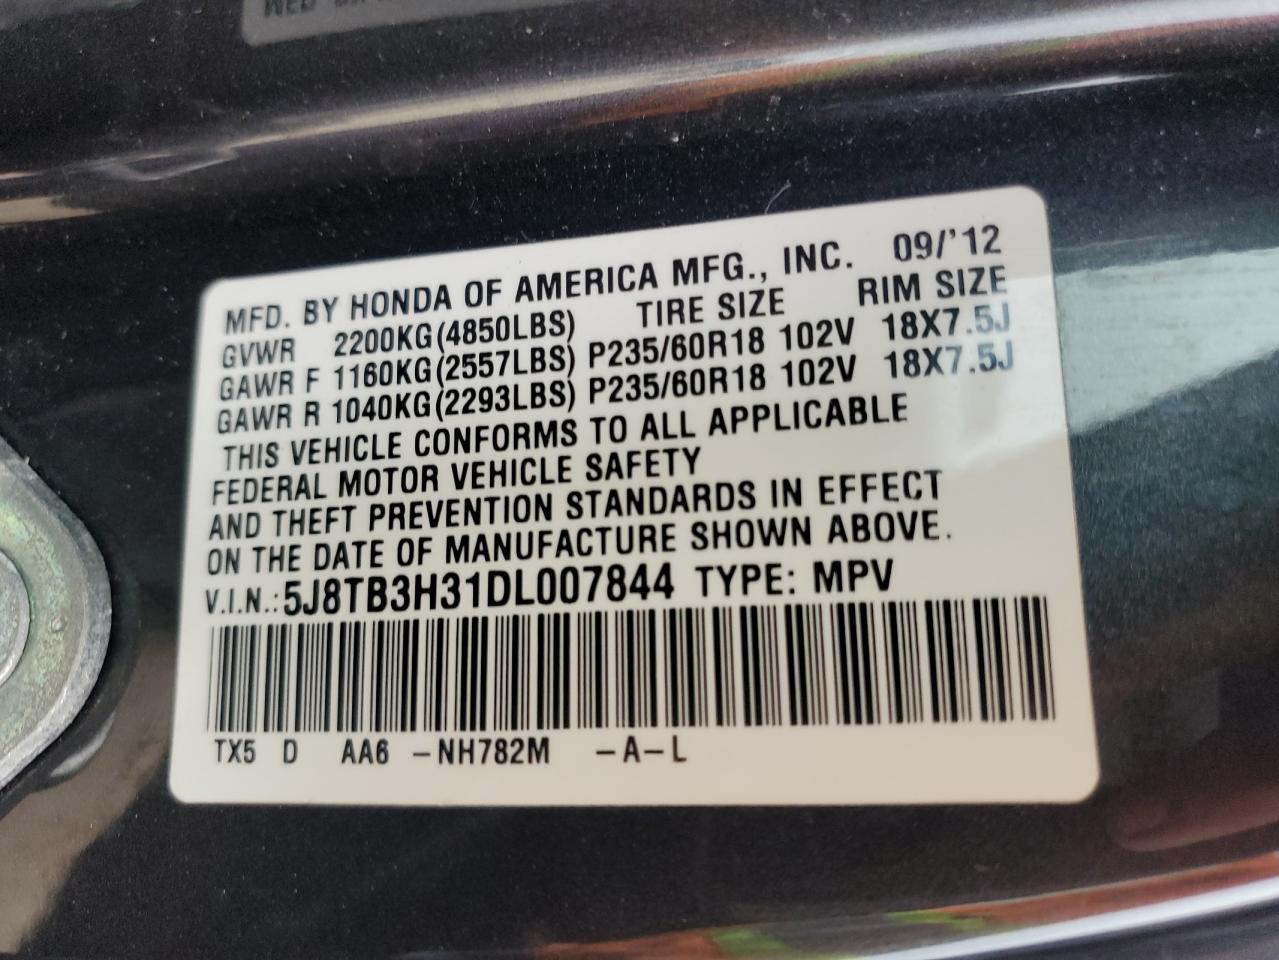 MFD. BY HONDA OF AMERICA MFG., INC. 09/'12
GVWR 2200KG(4850LBS) TIRE SIZE RIM SIZE
GAWR F 1160KG(2557LBS) P235/60R18 102V 18X7.5J
GAWR R 1040KG(2293LBS) P235/60R18 102V 18X7.5J
THIS VEHICLE CONFORMS TO ALL APPLICABLE
FEDERAL MOTOR VEHICLE SAFETY
AND THEFT PREVENTION STANDARDS IN EFFECT
ON THE DATE OF MANUFACTURE SHOWN ABOVE.
V.I.N.: 5J8TB3H31DL007844 TYPE: MPV
TX5 D AA6 -NH782M -A-L